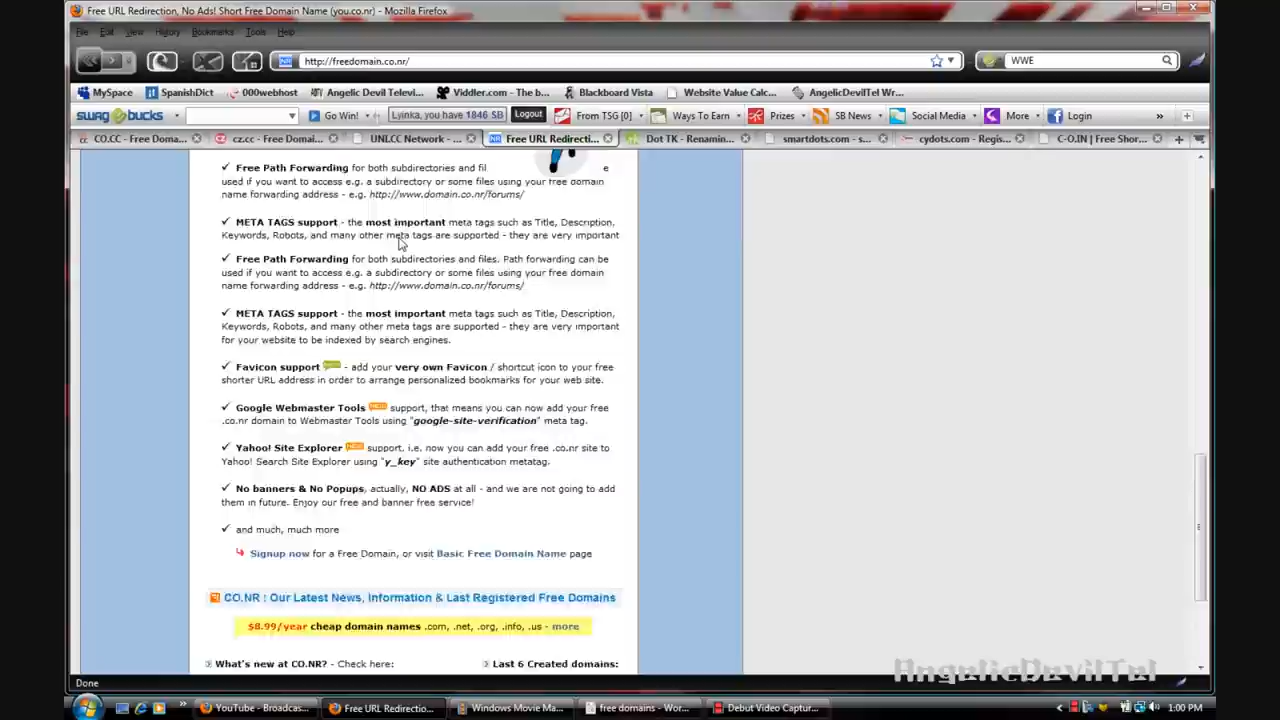 Free URL Redirection, No Ads! Short Free Domain Name (you.co.nr) - Mozilla Firefox
File Edit View History Bookmarks Tools Help
http://freedomain.co.nr/
WWE
MySpace SpanishDict 000webhost Angelic Devil Televi... Viddler.com - The b... Blackboard Vista Website Value Calc... AngelicDevilTel Wr...
swagbucks Go Win! Lyinka, you have 1846 SB Logout From TSG [0] Ways To Earn Prizes SB News Social Media More Login »
CO.CC - Free Doma... cz.cc - Free Domai... UNI.CC Network - ... Free URL Redirecti... Dot TK - Renamin... smartdots.com - s... cydots.com - Regis... C-O.IN | Free Shor...
✓ Free Path Forwarding for both subdirectories and fil e
used if you want to access e.g. a subdirectory or some files using your free domain
name forwarding address - e.g. http://www.domain.co.nr/forums/
✓ META TAGS support - the most important meta tags such as Title, Description,
Keywords, Robots, and many other meta tags are supported - they are very important
✓ Free Path Forwarding for both subdirectories and files. Path forwarding can be
used if you want to access e.g. a subdirectory or some files using your free domain
name forwarding address - e.g. http://www.domain.co.nr/forums/
✓ META TAGS support - the most important meta tags such as Title, Description,
Keywords, Robots, and many other meta tags are supported - they are very important
for your website to be indexed by search engines.
✓ Favicon support - add your very own Favicon / shortcut icon to your free
shorter URL address in order to arrange personalized bookmarks for your web site.
✓ Google Webmaster Tools support, that means you can now add your free
.co.nr domain to Webmaster Tools using "google-site-verification" meta tag.
✓ Yahoo! Site Explorer support, i.e. now you can add your free .co.nr site to
Yahoo! Search Site Explorer using "y_key" site authentication metatag.
✓ No banners & No Popups, actually, NO ADS at all - and we are not going to add
them in future. Enjoy our free and banner free service!
✓ and much, much more
Signup now for a Free Domain, or visit Basic Free Domain Name page
CO.NR : Our Latest News, Information & Last Registered Free Domains
$8.99/year cheap domain names .com, .net, .org, .info, .us - more
What's new at CO.NR? - Check here: Last 6 Created domains:
AngelicDevilTel
Done
YouTube - Broadcas... Free URL Redirectio... Windows Movie Ma... free domains - Wor... Debut Video Captur... 1:00 PM